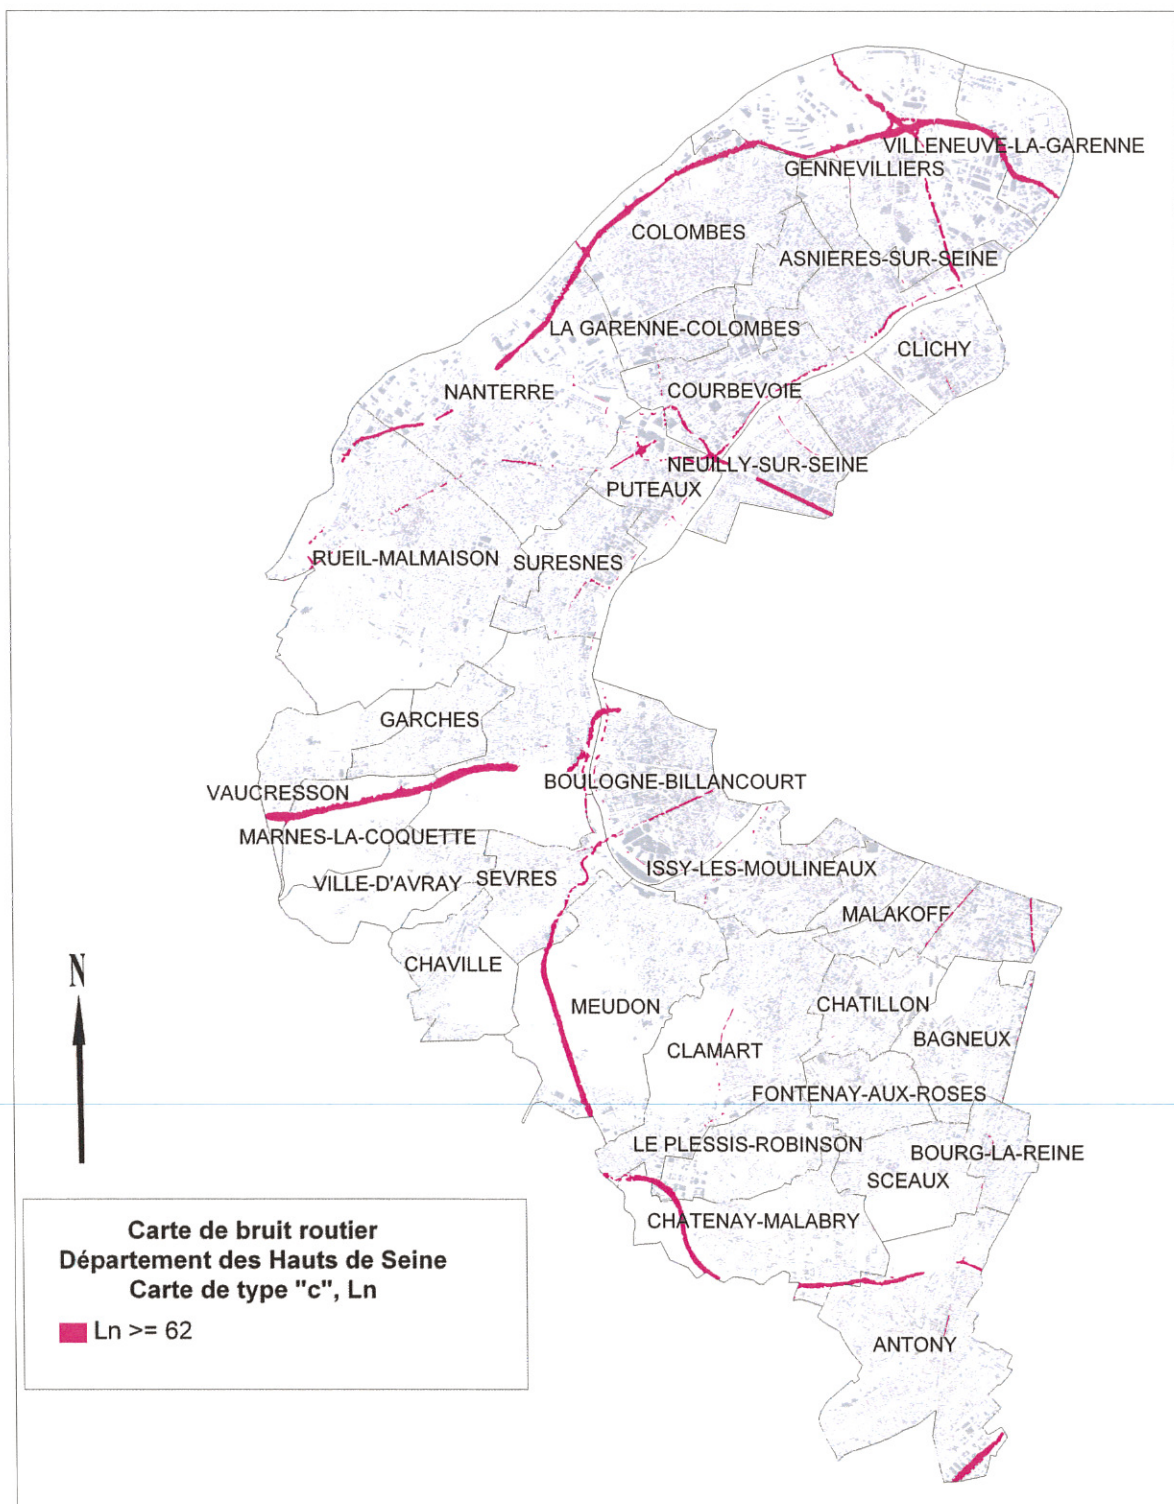 VILLENEUVE-LA-GARENNE
GENNEVILLIERS
COLOMBES
ASNIERES-SUR-SEINE
LA GARENNE-COLOMBES
CLICHY
NANTERRE
COURBEVOIE
NEUILLY-SUR-SEINE
PUTEAUX
RUEIL-MALMAISON
SURESNES
GARCHES
VAUCRESSON
BOULOGNE-BILLANCOURT
MARNES-LA-COQUETTE
ISSY-LES-MOULINEAUX
VILLE-D'AVRAY
SEVRES
MALAKOFF
CHAVILLE
N
MEUDON
CHATILLON
BAGNEUX
CLAMART
FONTENAY-AUX-ROSES
LE PLESSIS-ROBINSON
BOURG-LA-REINE
SCEAUX
CHATENAY-MALABRY
ANTONY
Carte de bruit routier
Département des Hauts de Seine
Carte de type "c", Ln
Ln >= 62